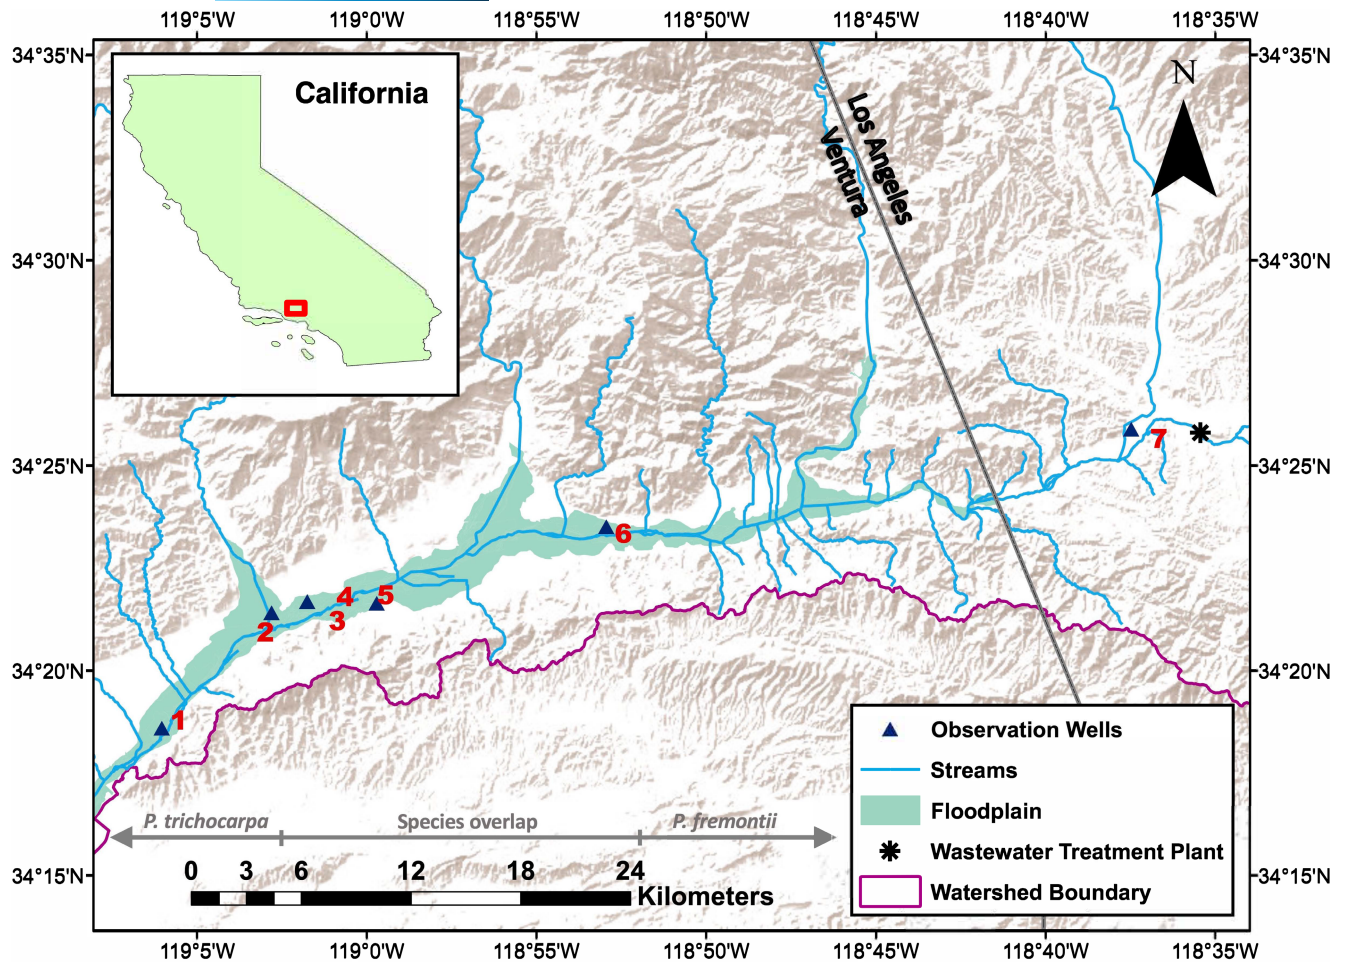 119°5'W 119°0'W 118°55'W 118°50'W 118°45'W 118°40'W 118°35'W
34°35'N 34°35'N
California
N
Los Angeles
Ventura
34°30'N 34°30'N
34°25'N 34°25'N
7
6
5
4
3
2
34°20'N 34°20'N
1
Observation Wells
Streams
Floodplain
Wastewater Treatment Plant
Watershed Boundary
P. trichocarpa Species overlap P. fremontii
0 3 6 12 18 24
Kilometers
34°15'N 34°15'N
119°5'W 119°0'W 118°55'W 118°50'W 118°45'W 118°40'W 118°35'W